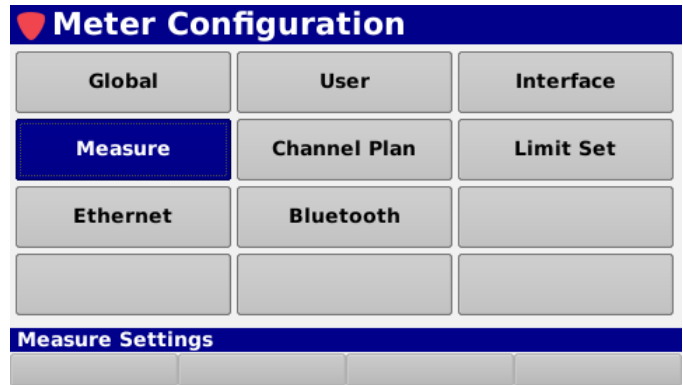 Meter Configuration
Global User Interface
Measure Channel Plan Limit Set
Ethernet Bluetooth
Measure Settings